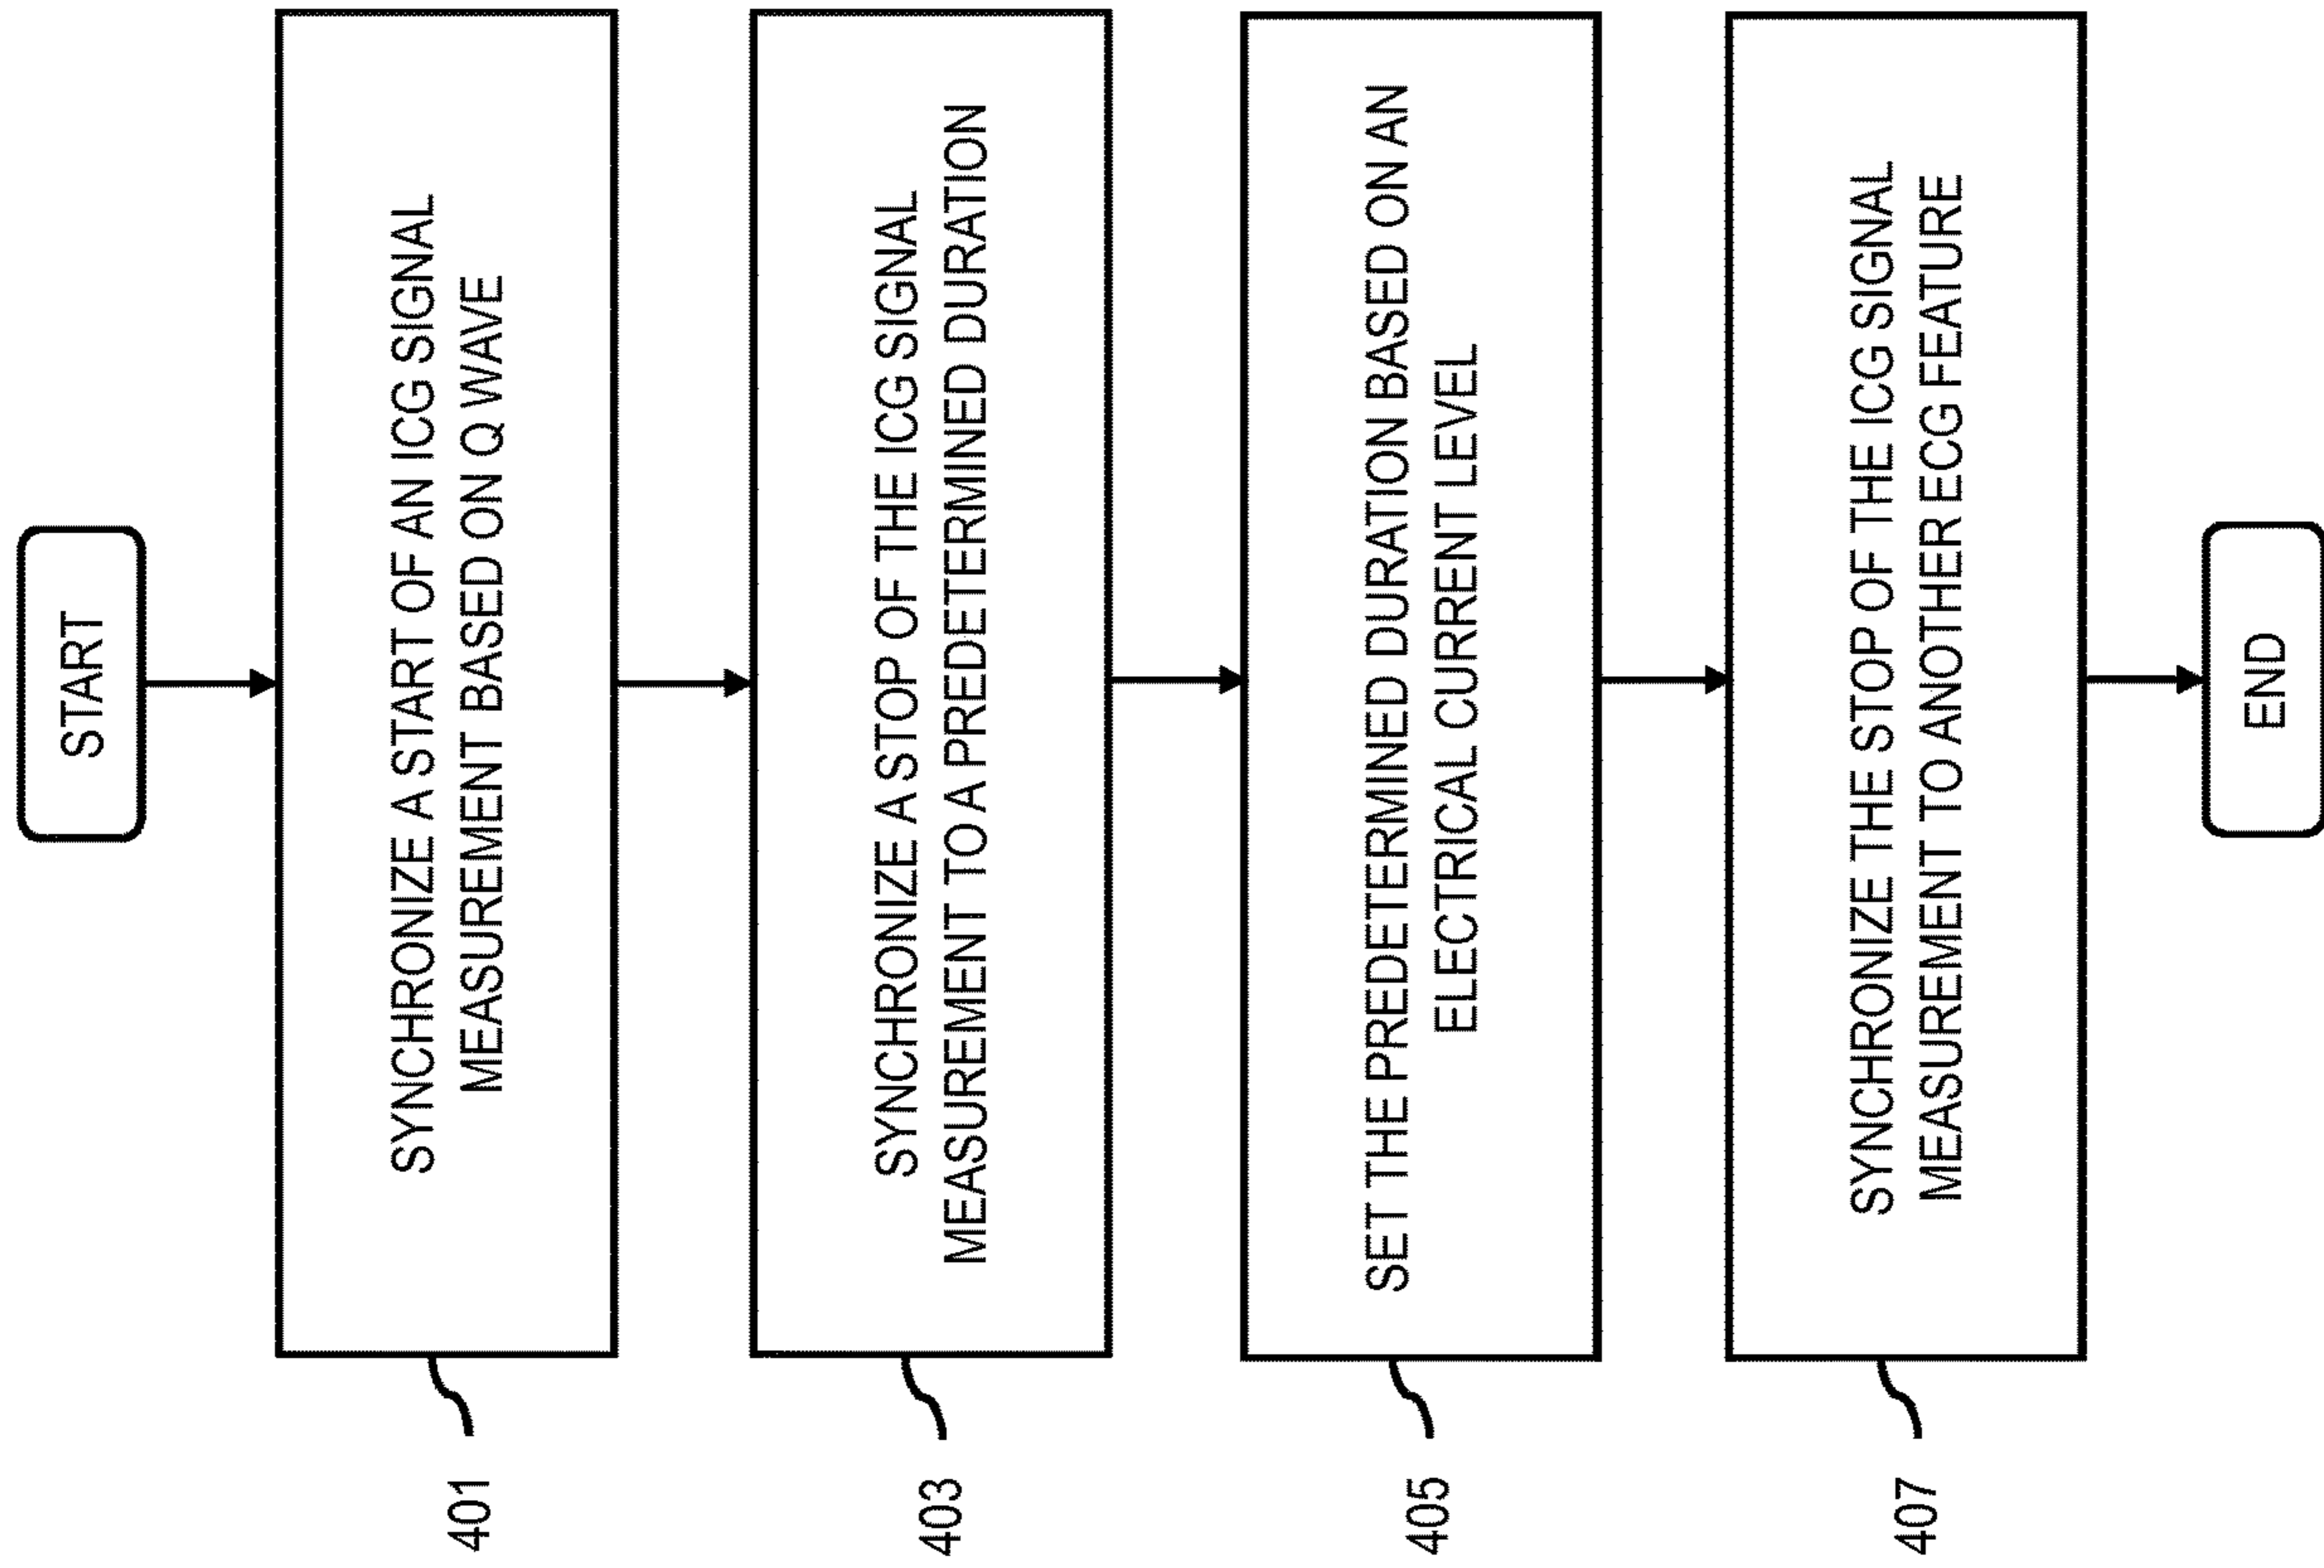 START
SYNCHRONIZE A START OF AN ICG SIGNAL
MEASUREMENT BASED ON Q WAVE
401
SYNCHRONIZE A STOP OF THE ICG SIGNAL
MEASUREMENT TO A PREDETERMINED DURATION
403
SET THE PREDETERMINED DURATION BASED ON AN
ELECTRICAL CURRENT LEVEL
405
SYNCHRONIZE THE STOP OF THE ICG SIGNAL
MEASUREMENT TO ANOTHER ECG FEATURE
407
END